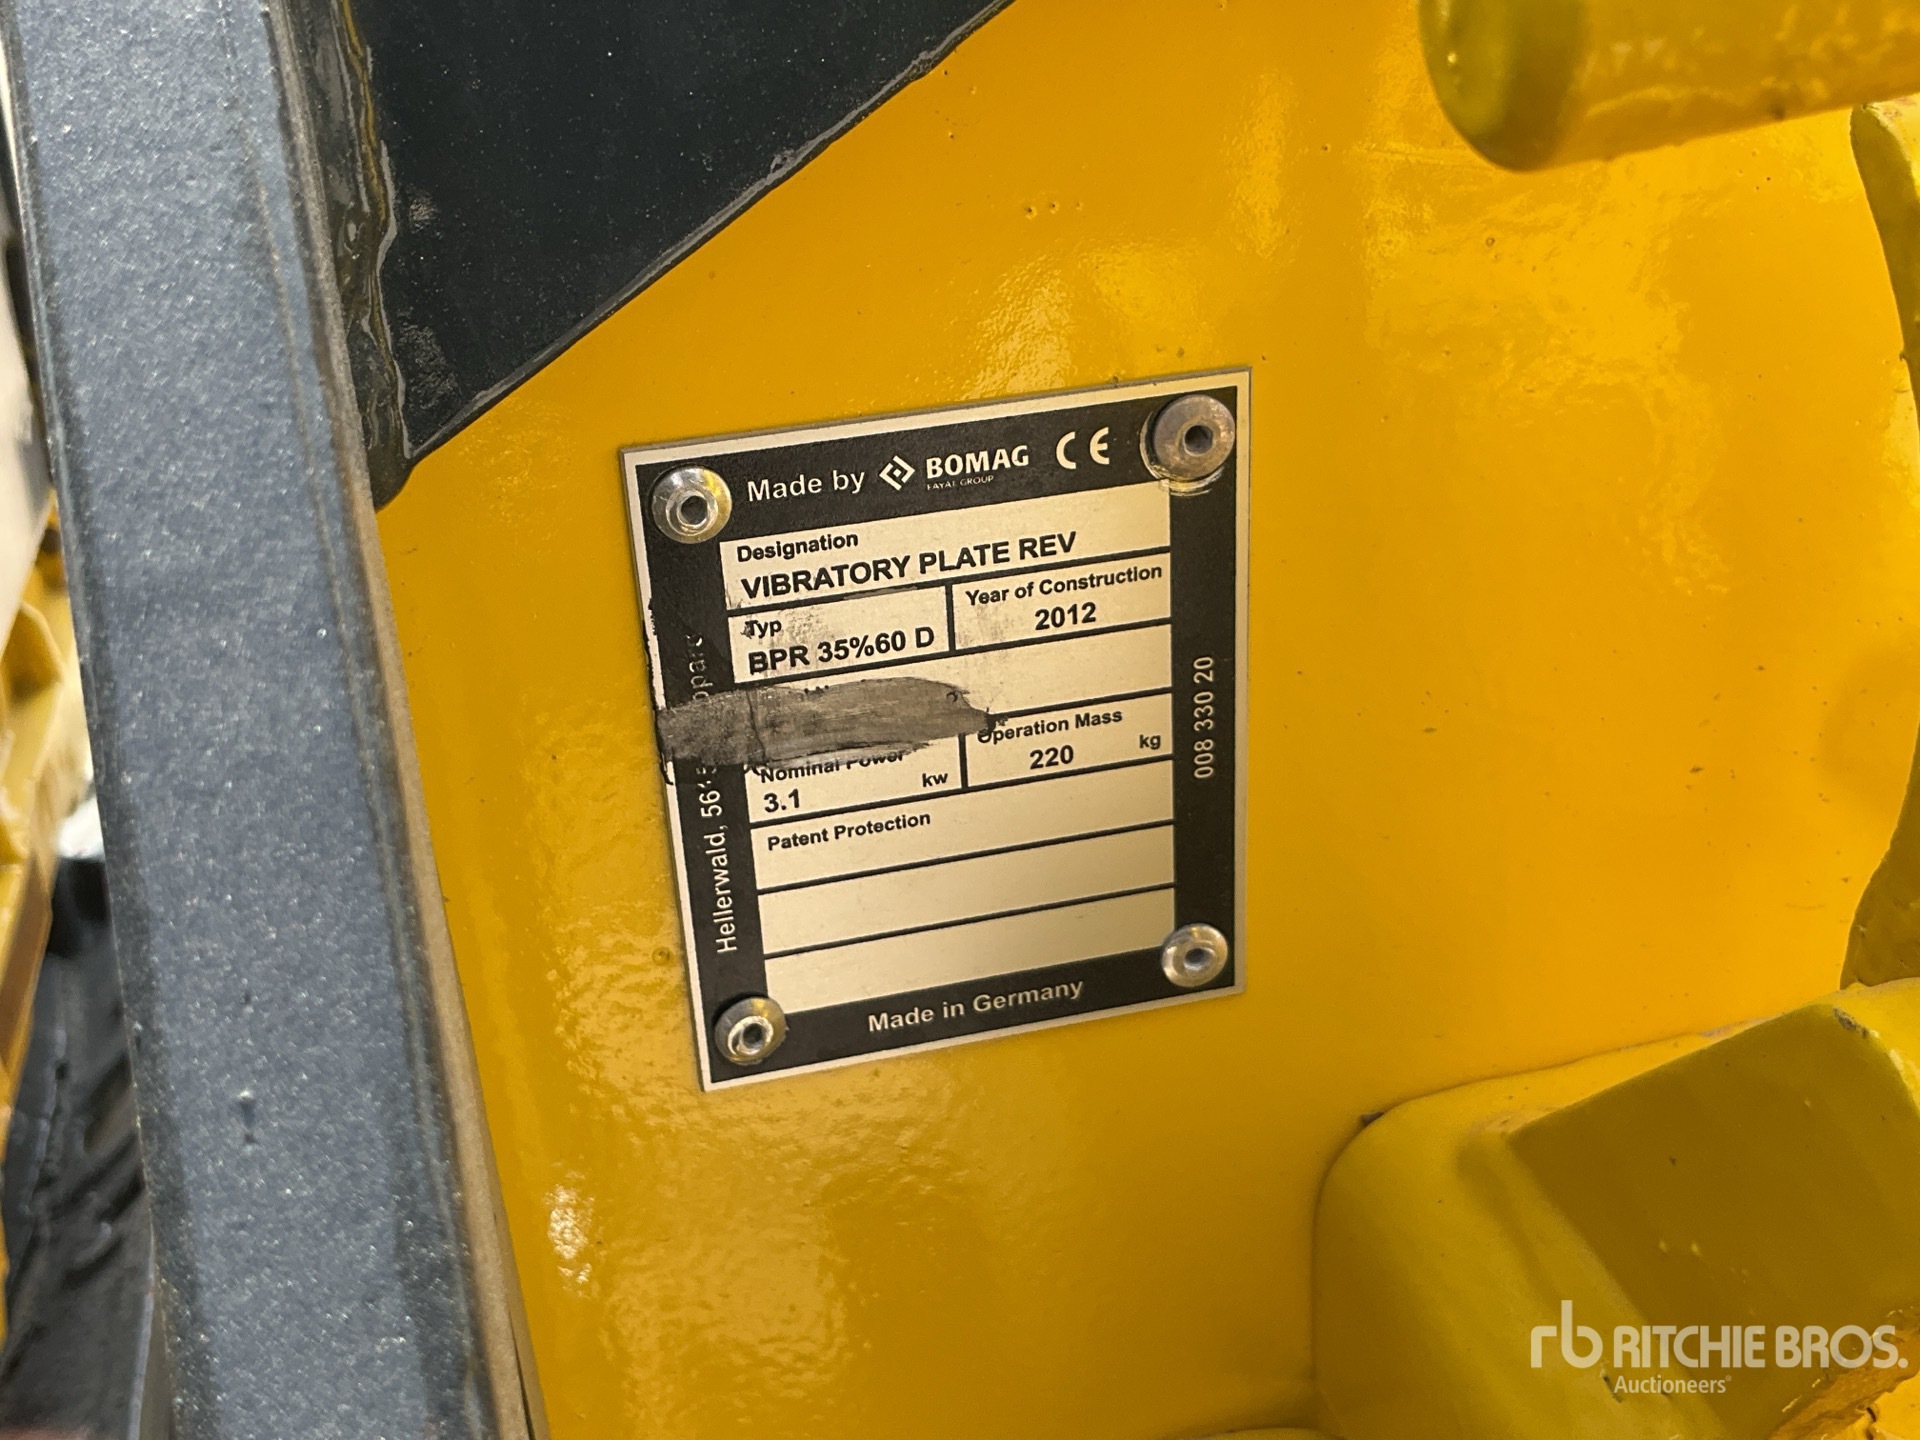 Made by BOMAG CE
FAYAT GROUP
Designation
VIBRATORY PLATE REV
Typ
BPR 35%60 D
Year of Construction
2012
Nominal Power
3.1 kw
Operation Mass
220 kg
Patent Protection
Made in Germany
Hellerwald,
008 330 20
rb RITCHIE BROS.
Auctioneers